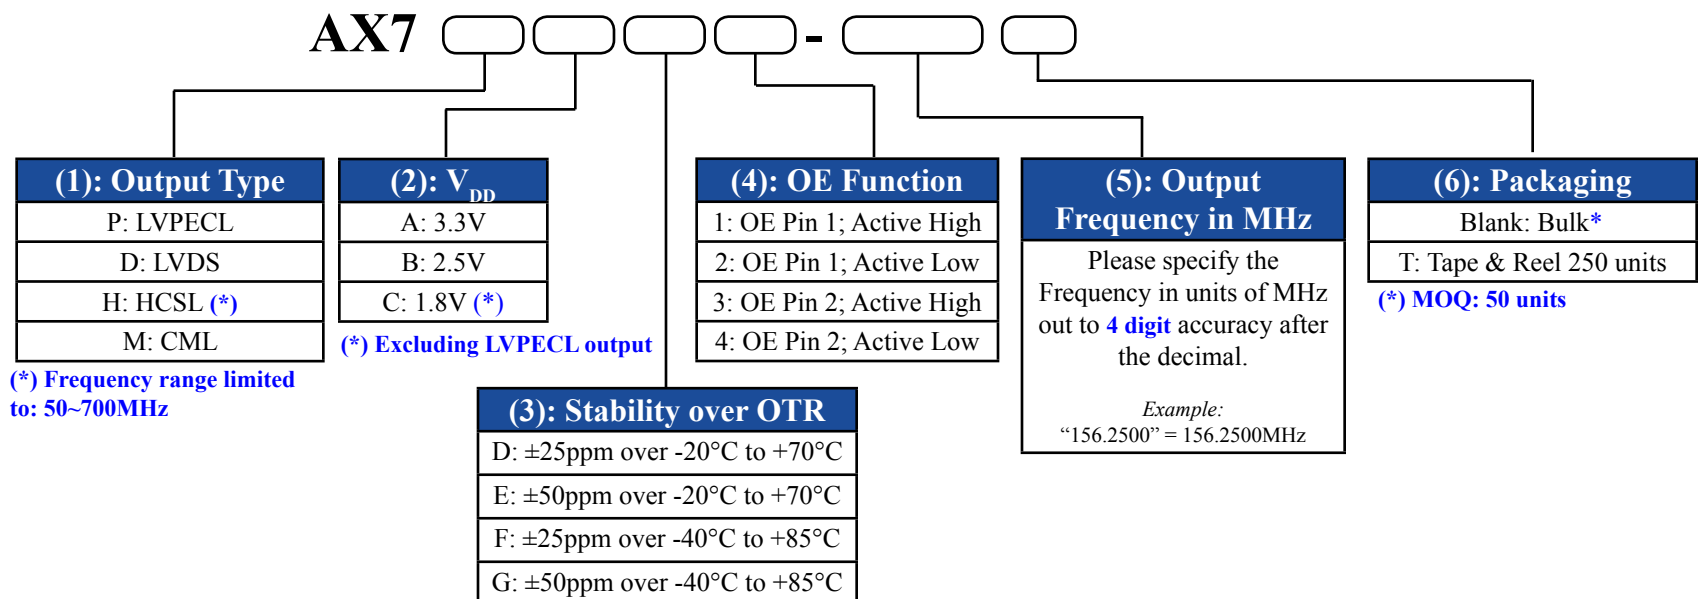 AX7 -
(1): Output Type
P: LVPECL
D: LVDS
H: HCSL (*)
M: CML
(*) Frequency range limited
to: 50~700MHz
(2): VDD
A: 3.3V
B: 2.5V
C: 1.8V (*)
(*) Excluding LVPECL output
(3): Stability over OTR
D: ±25ppm over -20°C to +70°C
E: ±50ppm over -20°C to +70°C
F: ±25ppm over -40°C to +85°C
G: ±50ppm over -40°C to +85°C
(4): OE Function
1: OE Pin 1; Active High
2: OE Pin 1; Active Low
3: OE Pin 2; Active High
4: OE Pin 2; Active Low
(5): Output
Frequency in MHz
Please specify the
Frequency in units of MHz
out to 4 digit accuracy after
the decimal.
Example:
“156.2500” = 156.2500MHz
(6): Packaging
Blank: Bulk*
T: Tape & Reel 250 units
(*) MOQ: 50 units